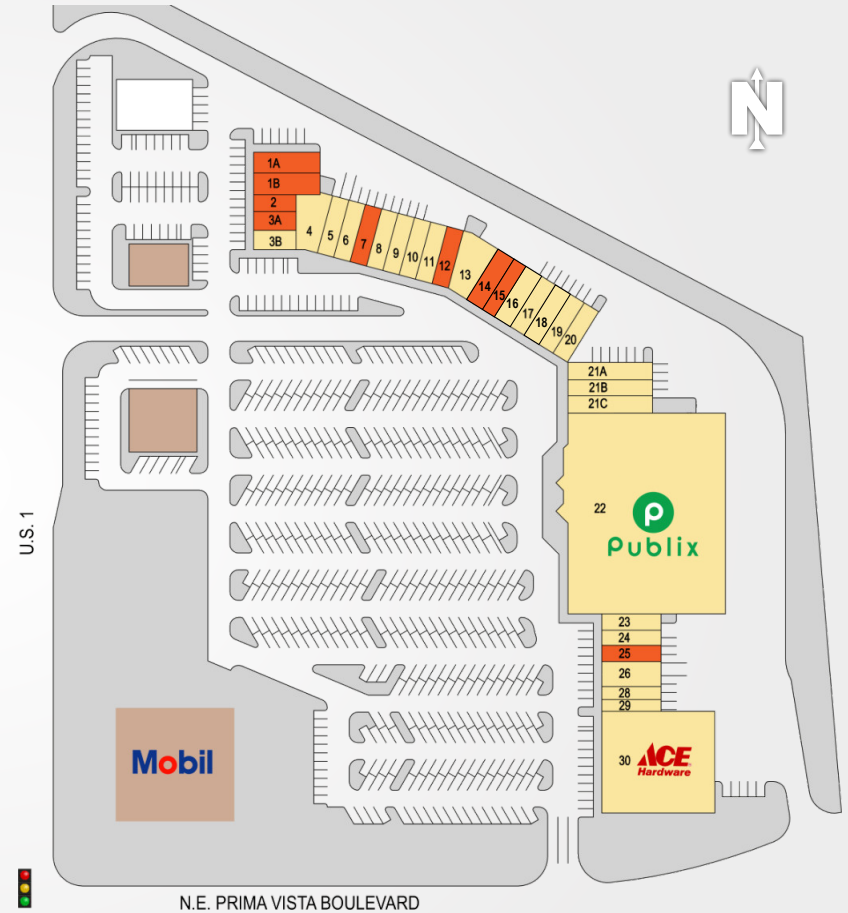 N
1A
1B
2
3A
3B
4
5
6
7
8
9
10
11
12
13
14
15
16
17
18
19
20
21A
21B
21C
22
p
Publix
U.S. 1
23
24
25
26
28
29
Mobil
30
ACE
Hardware
N.E. PRIMA VISTA BOULEVARD